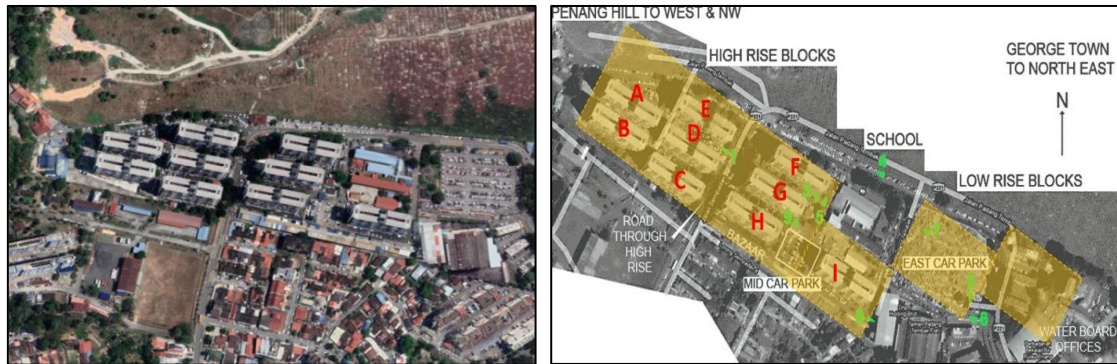 PENANG HILL TO WEST & NW
HIGH RISE BLOCKS
GEORGE TOWN
TO NORTH EAST
N
SCHOOL
LOW RISE BLOCKS
A
B
C
D
E
F
G
H
I
ROAD
THROUGH
HIGH
RISE
BAZAAR
MID CAR PARK
EAST CAR PARK
WATER BOARD
OFFICES